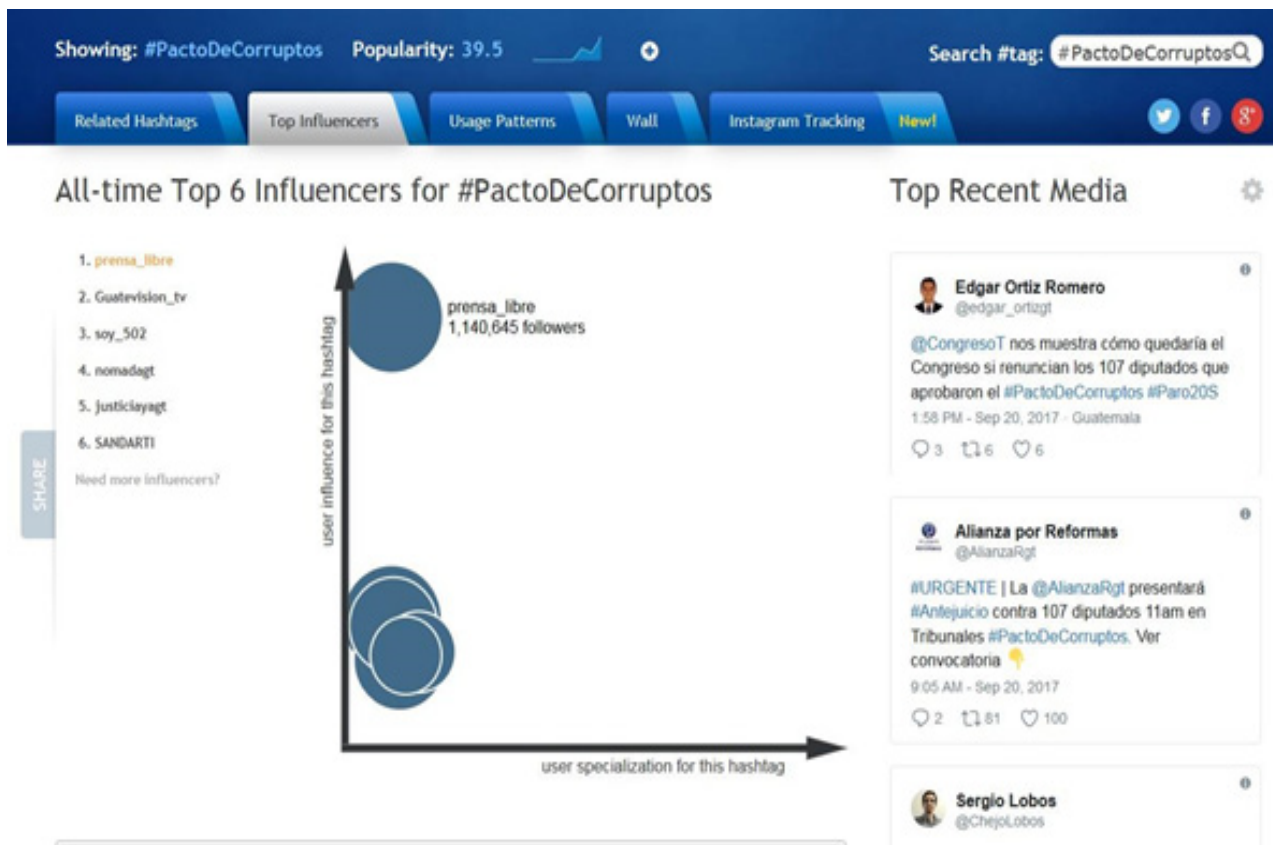 Showing: #PactoDeCorruptos Popularity: 39.5
Search #tag: #PactoDeCorruptos
Related Hashtags
Top Influencers
Usage Patterns
Wall
Instagram Tracking
New!
All-time Top 6 Influencers for #PactoDeCorruptos
1. prensa_libre
2. Guatevision_tv
3. soy_502
4. nomadagt
5. justiciayagt
6. SANDARTI
Need more influencers?
SHARE
user influence for this hashtag
prensa_libre
1,140,645 followers
user specialization for this hashtag
Top Recent Media
Edgar Ortiz Romero
@edgar_ortizgt
@CongresoT nos muestra cómo quedaría el
Congreso si renuncian los 107 diputados que
aprobaron el #PactoDeCorruptos #Paro20S
1:58 PM - Sep 20, 2017 · Guatemala
3 6 6
Alianza por Reformas
@AlianzaRgt
#URGENTE | La @AlianzaRgt presentará
#Antejuicio contra 107 diputados 11am en
Tribunales #PactoDeCorruptos. Ver
convocatoria 👇
9:05 AM - Sep 20, 2017
2 81 100
Sergio Lobos
@ChejoLobos